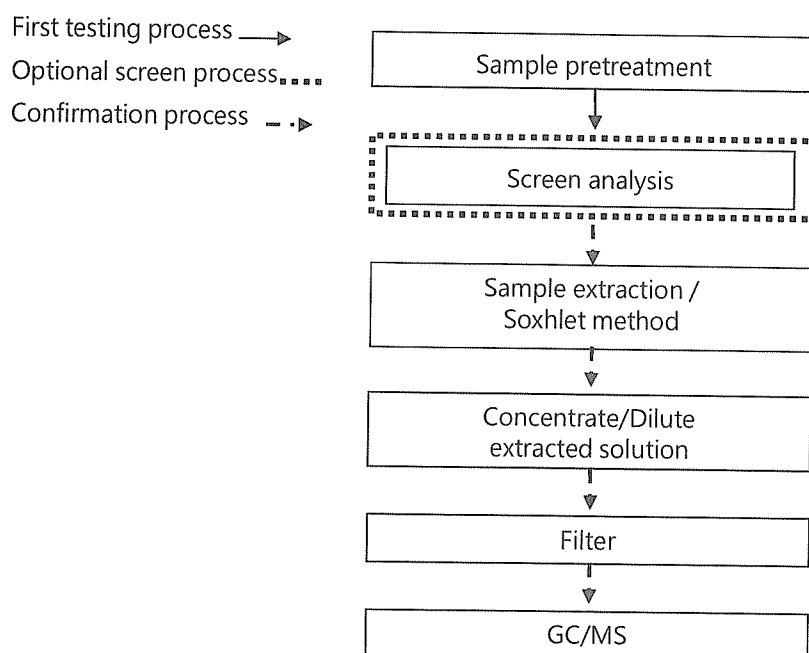 First testing process
Optional screen process
Confirmation process
Sample pretreatment
Screen analysis
Sample extraction /
Soxhlet method
Concentrate/Dilute
extracted solution
Filter
GC/MS